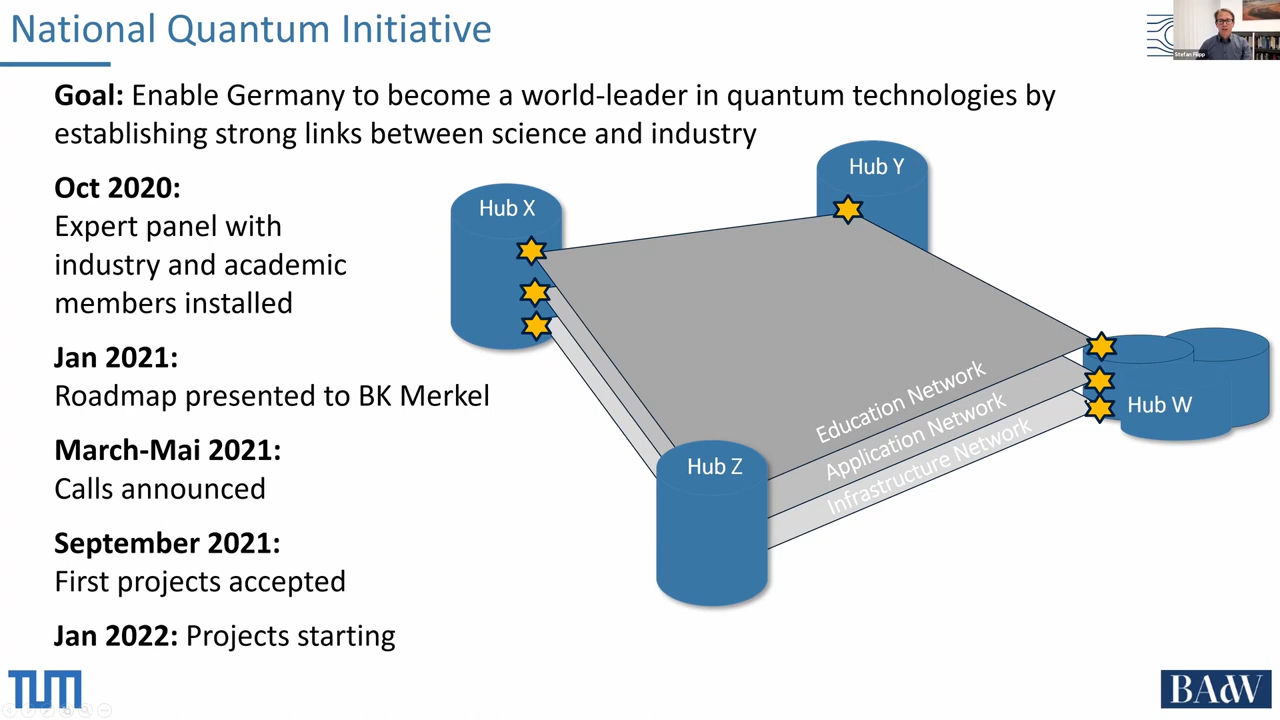 National Quantum Initiative
Stefan Filipp
Goal: Enable Germany to become a world-leader in quantum technologies by
establishing strong links between science and industry
Oct 2020:
Expert panel with
industry and academic
members installed
Jan 2021:
Roadmap presented to BK Merkel
March-Mai 2021:
Calls announced
September 2021:
First projects accepted
Jan 2022: Projects starting
Hub X
Hub Y
Hub W
Hub Z
Education Network
Application Network
Infrastructure Network
TUM
BAdW